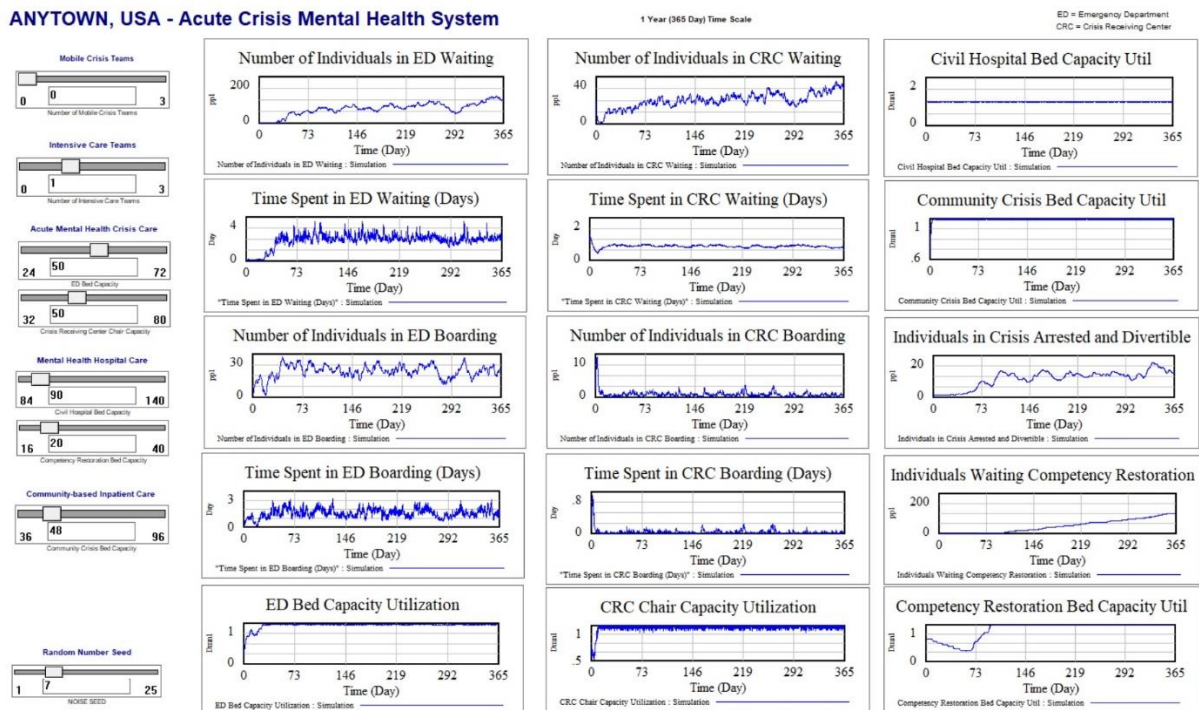 ANYTOWN, USA - Acute Crisis Mental Health System
1 Year (365 Day) Time Scale
ED = Emergency Department
CRC = Crisis Receiving Center
Mobile Crisis Teams
0
0 3
Number of Mobile Crisis Teams
Intensive Care Teams
1
0 3
Number of Intensive Care Teams
Acute Mental Health Crisis Care
50
24 72
ED Bed Capacity
50
32 80
Crisis Receiving Center Chair Capacity
Mental Health Hospital Care
90
84 140
Civil Hospital Bed Capacity
20
16 40
Competency Restoration Bed Capacity
Community-based Inpatient Care
48
36 96
Community Crisis Bed Capacity
Random Number Seed
7
1 25
NOISE SEED
Number of Individuals in ED Waiting
200
ppl
0
0 73 146 219 292 365
Time (Day)
Number of Individuals in ED Waiting : Simulation
Time Spent in ED Waiting (Days)
4
Day
0
0 73 146 219 292 365
Time (Day)
"Time Spent in ED Waiting (Days)" : Simulation
Number of Individuals in ED Boarding
30
ppl
0
0 73 146 219 292 365
Time (Day)
Number of Individuals in ED Boarding : Simulation
Time Spent in ED Boarding (Days)
3
Day
0
0 73 146 219 292 365
Time (Day)
"Time Spent in ED Boarding (Days)" : Simulation
ED Bed Capacity Utilization
1
Dmnl
0
0 73 146 219 292 365
Time (Day)
ED Bed Capacity Utilization : Simulation
Number of Individuals in CRC Waiting
40
ppl
0
0 73 146 219 292 365
Time (Day)
Number of Individuals in CRC Waiting : Simulation
Time Spent in CRC Waiting (Days)
2
Day
0
0 73 146 219 292 365
Time (Day)
"Time Spent in CRC Waiting (Days)" : Simulation
Number of Individuals in CRC Boarding
10
ppl
0
0 73 146 219 292 365
Time (Day)
Number of Individuals in CRC Boarding : Simulation
Time Spent in CRC Boarding (Days)
.8
Day
0
0 73 146 219 292 365
Time (Day)
"Time Spent in CRC Boarding (Days)" : Simulation
CRC Chair Capacity Utilization
1
Dmnl
.5
0 73 146 219 292 365
Time (Day)
CRC Chair Capacity Utilization : Simulation
Civil Hospital Bed Capacity Util
2
Dmnl
0
0 73 146 219 292 365
Time (Day)
Civil Hospital Bed Capacity Util : Simulation
Community Crisis Bed Capacity Util
1
Dmnl
.6
0 73 146 219 292 365
Time (Day)
Community Crisis Bed Capacity Util : Simulation
Individuals in Crisis Arrested and Divertible
20
ppl
0
0 73 146 219 292 365
Time (Day)
Individuals in Crisis Arrested and Divertible : Simulation
Individuals Waiting Competency Restoration
200
ppl
0
0 73 146 219 292 365
Time (Day)
Individuals Waiting Competency Restoration : Simulation
Competency Restoration Bed Capacity Util
1
Dmnl
0
0 73 146 219 292 365
Time (Day)
Competency Restoration Bed Capacity Util : Simulation